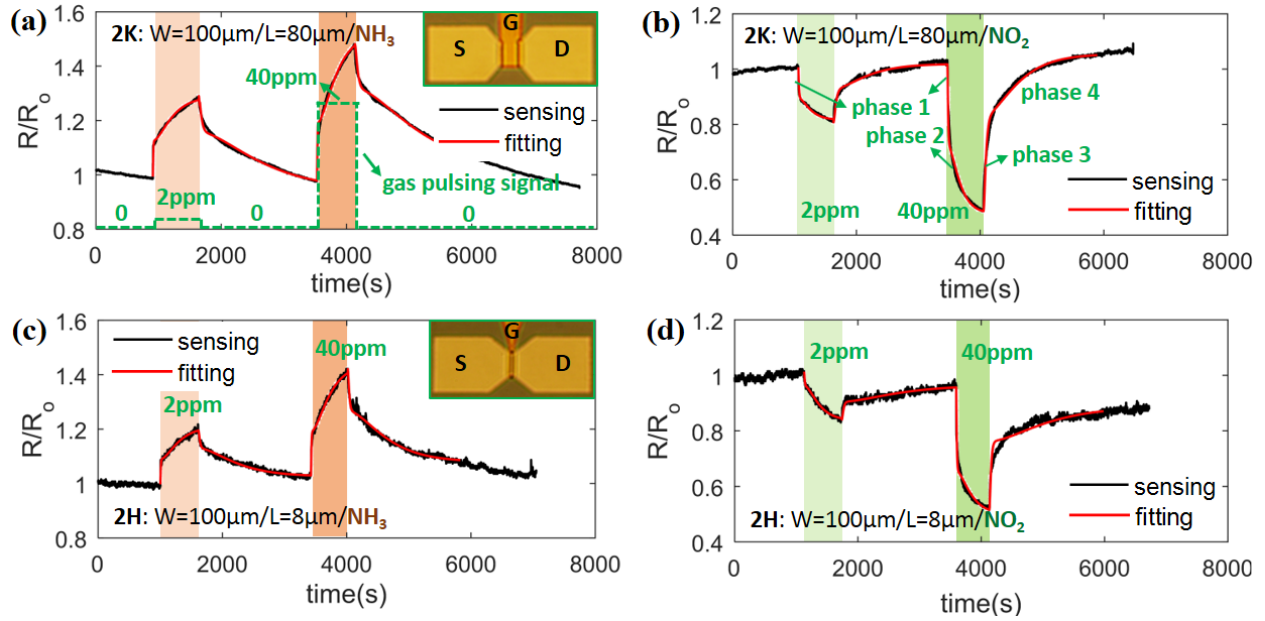 (a)
2K: W=100μm/L=80μm/NH3
G
S
D
40ppm
sensing
fitting
gas pulsing signal
2ppm
0
0
0
R/Ro
1.6
1.4
1.2
1
0.8
0
2000
4000
6000
8000
time(s)
(b)
2K: W=100μm/L=80μm/NO2
phase 1
phase 2
phase 4
phase 3
2ppm
40ppm
sensing
fitting
R/Ro
1.2
1.0
0.8
0.6
0.4
0
2000
4000
6000
8000
time(s)
(c)
sensing
fitting
40ppm
G
S
D
2ppm
2H: W=100μm/L=8μm/NH3
R/Ro
1.6
1.4
1.2
1
0.8
0
2000
4000
6000
8000
time(s)
(d)
2ppm
40ppm
sensing
fitting
2H: W=100μm/L=8μm/NO2
R/Ro
1.2
1.0
0.8
0.6
0.4
0
2000
4000
6000
8000
time(s)